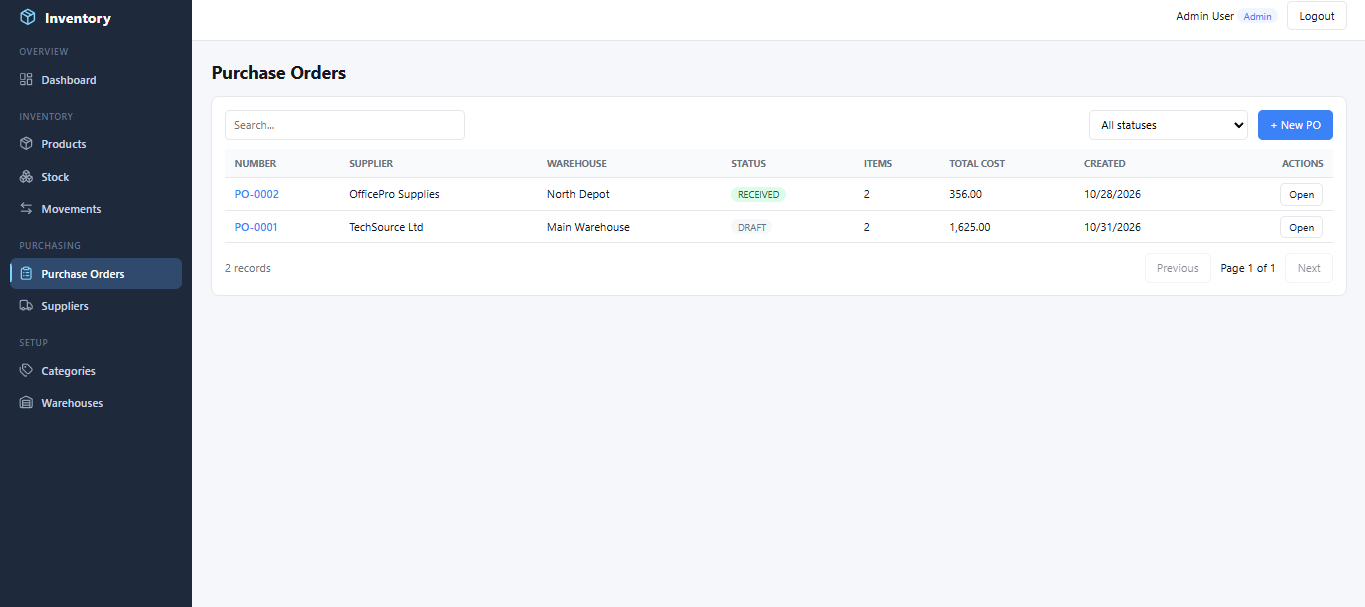 Inventory
Admin User Admin Logout
OVERVIEW
Dashboard
INVENTORY
Products
Stock
Movements
PURCHASING
Purchase Orders
Suppliers
SETUP
Categories
Warehouses
Purchase Orders
Search... All statuses + New PO
NUMBER SUPPLIER WAREHOUSE STATUS ITEMS TOTAL COST CREATED ACTIONS
PO-0002 OfficePro Supplies North Depot RECEIVED 2 356.00 10/28/2026 Open
PO-0001 TechSource Ltd Main Warehouse DRAFT 2 1,625.00 10/31/2026 Open
2 records Previous Page 1 of 1 Next